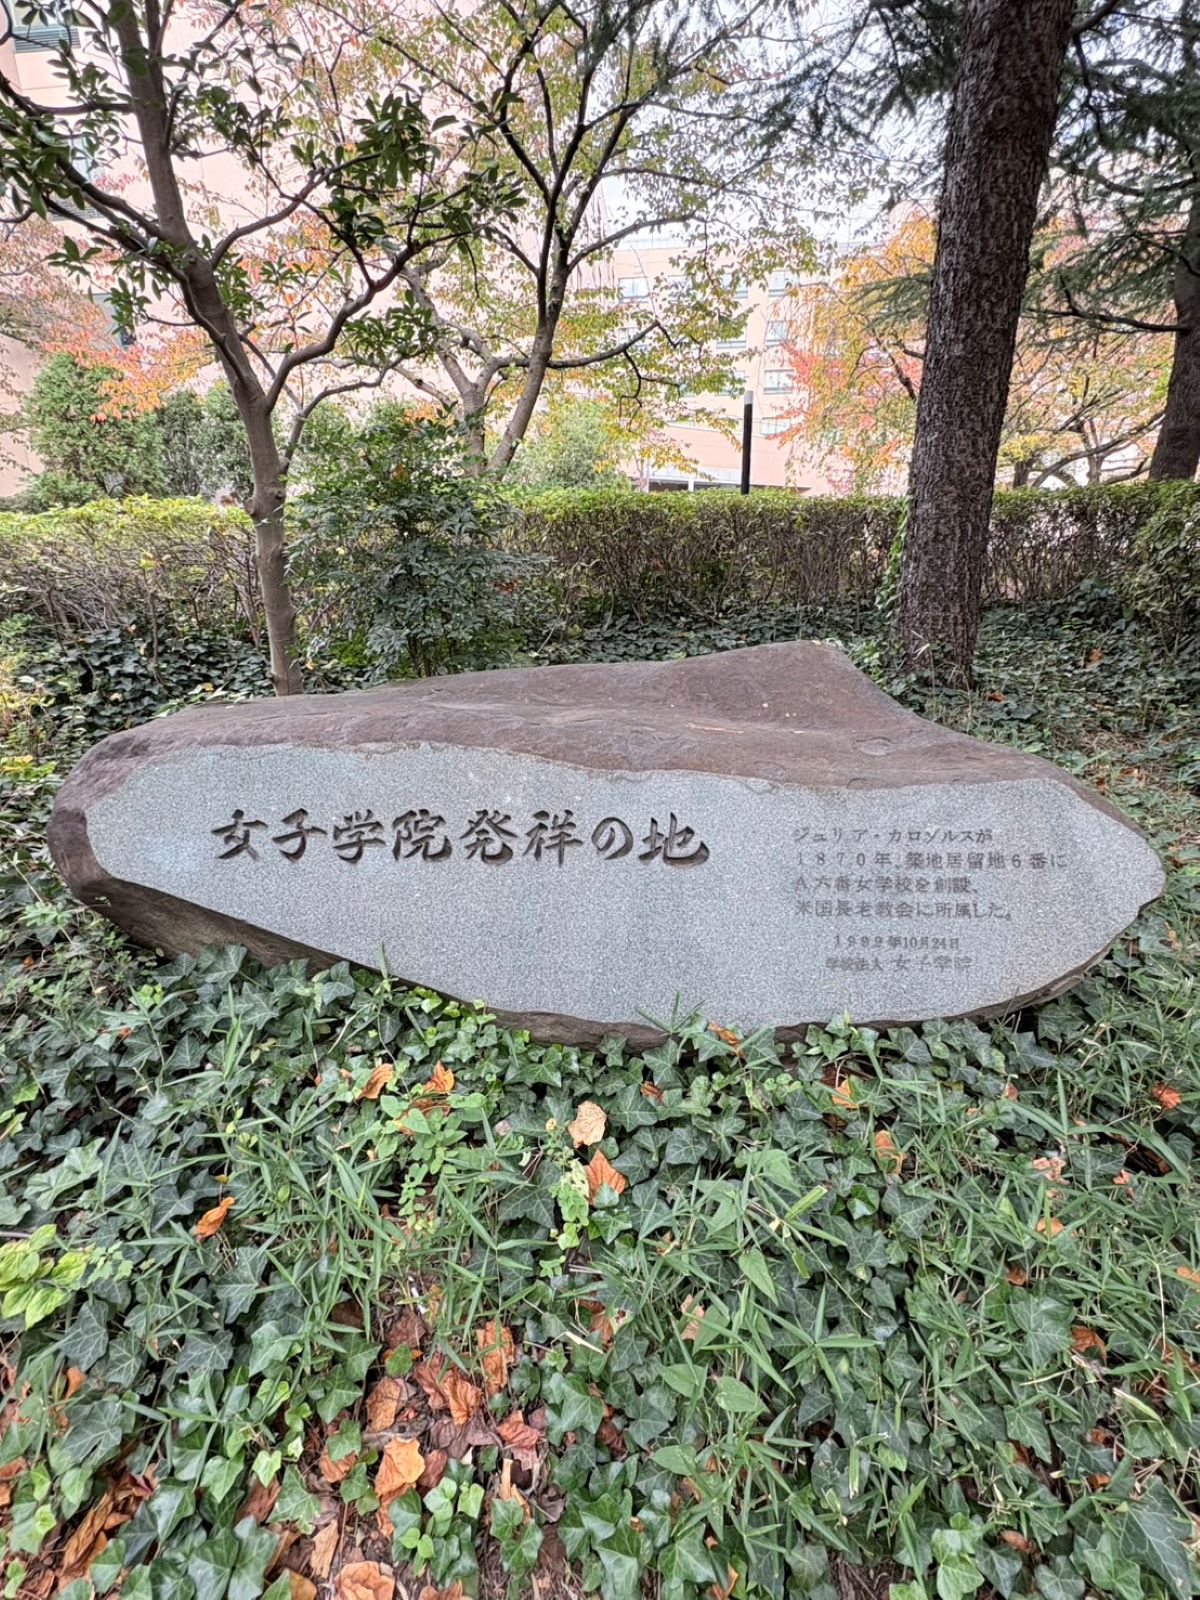 女子学院発祥の地
ジュリア・カロゾルスが
1870年、築地居留地6番に
A六番女学校を創設、
米国長老教会に所属した。
1999年10月24日
学校法人 女子学院